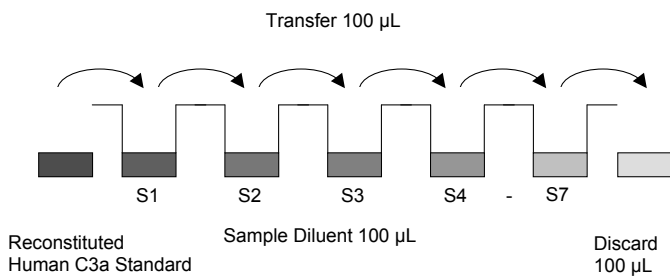 Transfer 100 µL
S1 S2 S3 S4 - S7
Sample Diluent 100 µL
Reconstituted
Human C3a Standard
Discard
100 µL